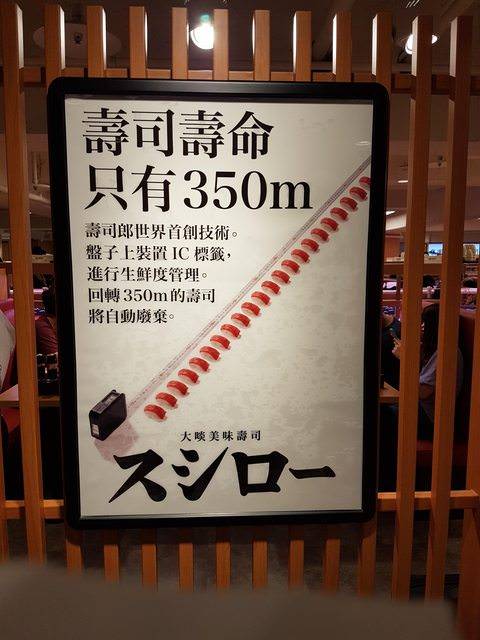 壽司壽命
只有350m
壽司郎世界首創技術。
盤子上裝置 IC 標籤，
進行生鮮度管理。
回轉350m的壽司
將自動廢棄。
大啖美味壽司
スシロー